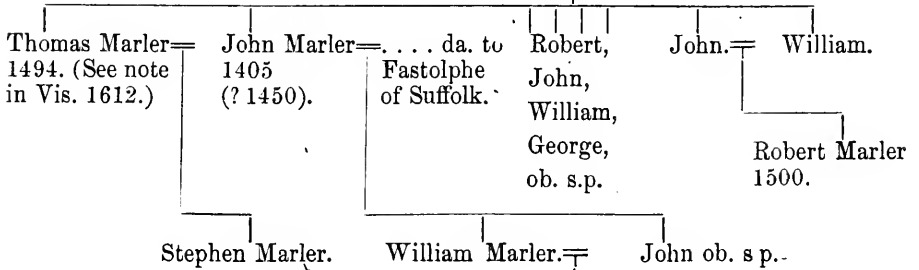 Thomas Marler=
1494. (See note
in Vis. 1612.)
John Marler=
1405
(? 1450).
.... da. to
Fastolphe
of Suffolk.
Robert,
John,
William,
George,
ob. s.p.
John.=
William.
Robert Marler
1500.
Stephen Marler.
William Marler.=
John ob. s p.